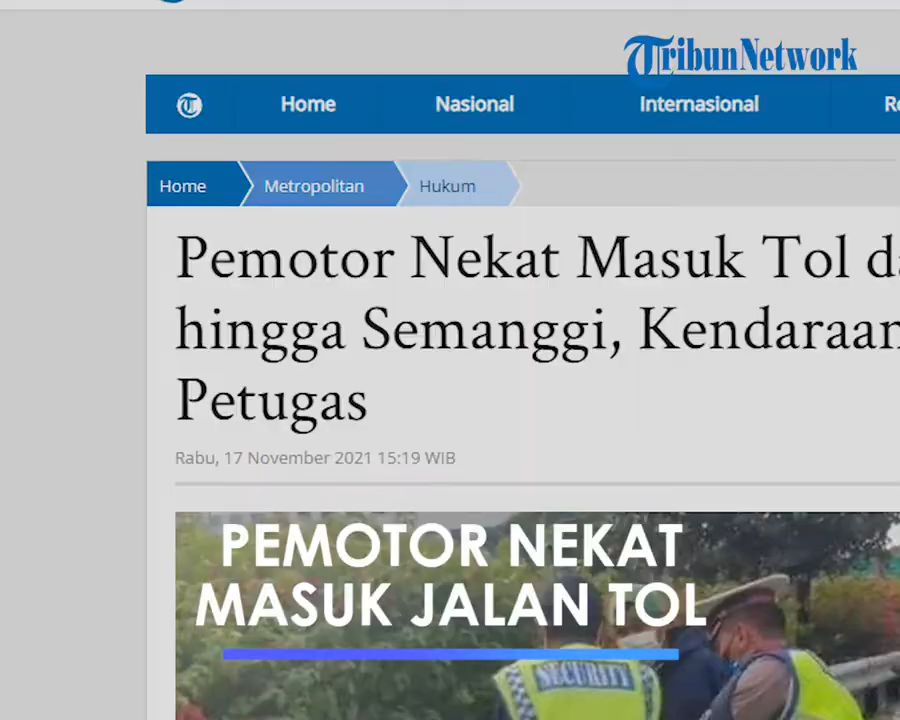 TribunNetwork
Home Nasional Internasional
Home Metropolitan Hukum
Pemotor Nekat Masuk Tol
hingga Semanggi, Kendaraan
Petugas
Rabu, 17 November 2021 15:19 WIB
PEMOTOR NEKAT
MASUK JALAN TOL
SECURITY